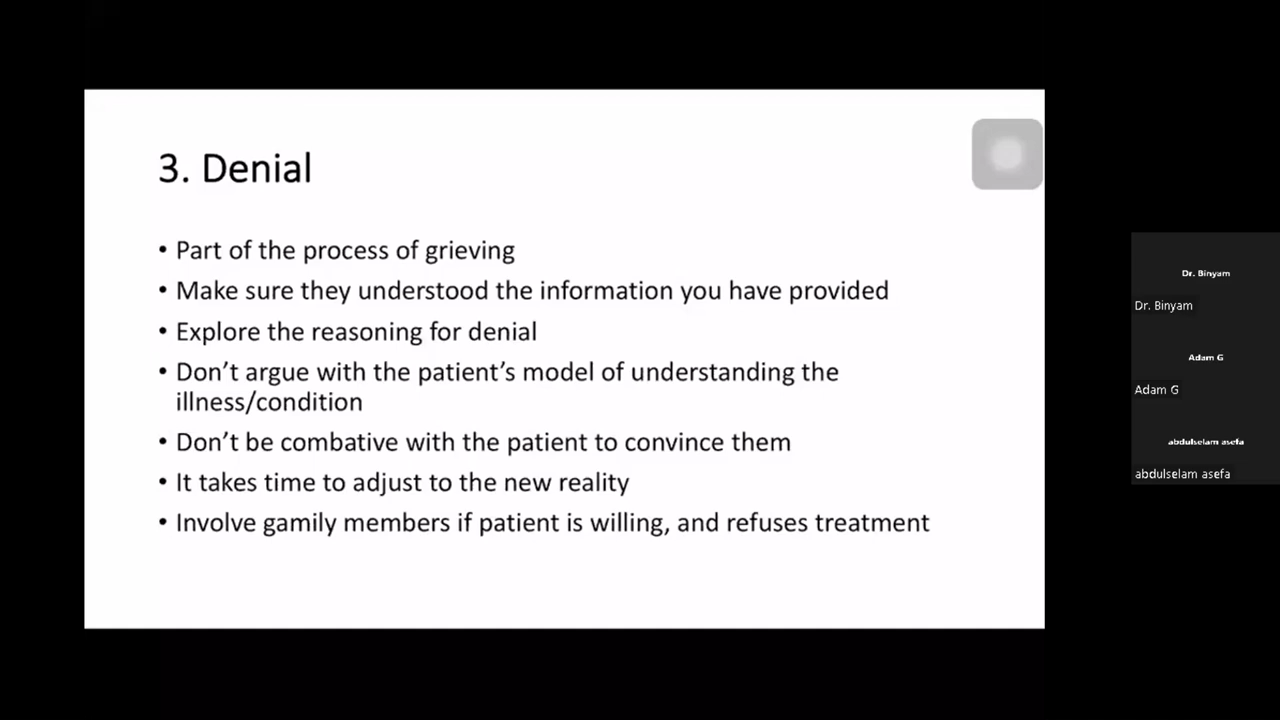 3. Denial
• Part of the process of grieving
• Make sure they understood the information you have provided
• Explore the reasoning for denial
• Don’t argue with the patient’s model of understanding the
illness/condition
• Don’t be combative with the patient to convince them
• It takes time to adjust to the new reality
• Involve gamily members if patient is willing, and refuses treatment
Dr. Binyam
Dr. Binyam
Adam G
Adam G
abdulselam asefa
abdulselam asefa